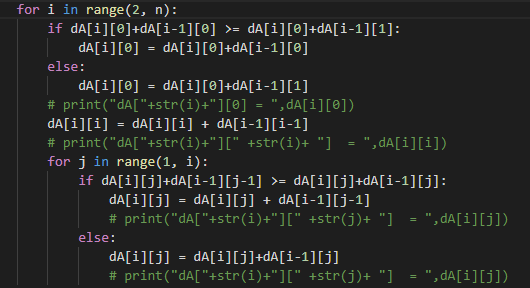 for i in range(2, n):
    if dA[i][0]+dA[i-1][0] >= dA[i][0]+dA[i-1][1]:
        dA[i][0] = dA[i][0]+dA[i-1][0]
    else:
        dA[i][0] = dA[i][0]+dA[i-1][1]
    # print("dA["+str(i)+"][0] = ",dA[i][0])
    dA[i][i] = dA[i][i] + dA[i-1][i-1]
    # print("dA["+str(i)+"][" +str(i)+ "]  = ",dA[i][i])
    for j in range(1, i):
        if dA[i][j]+dA[i-1][j-1] >= dA[i][j]+dA[i-1][j]:
            dA[i][j] = dA[i][j] + dA[i-1][j-1]
            # print("dA["+str(i)+"][" +str(j)+ "]  = ",dA[i][j])
        else:
            dA[i][j] = dA[i][j]+dA[i-1][j]
            # print("dA["+str(i)+"][" +str(j)+ "]  = ",dA[i][j])